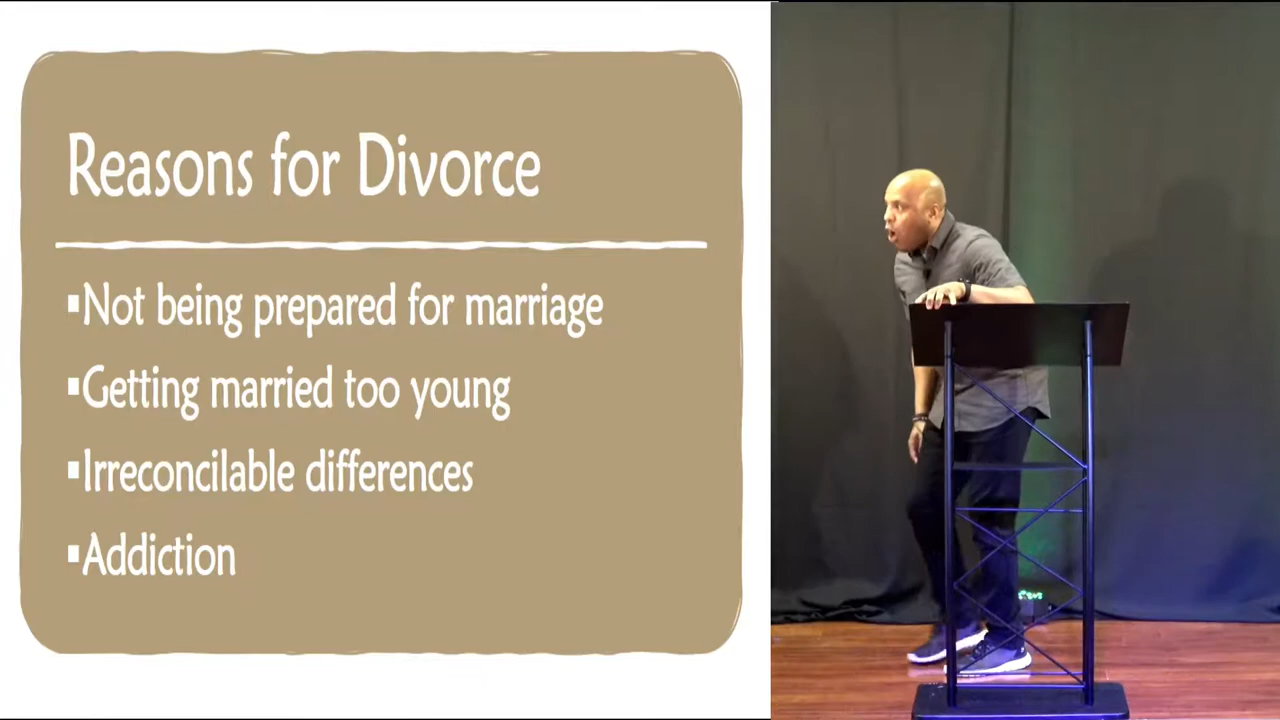 Reasons for Divorce
▪Not being prepared for marriage
▪Getting married too young
▪Irreconcilable differences
▪Addiction